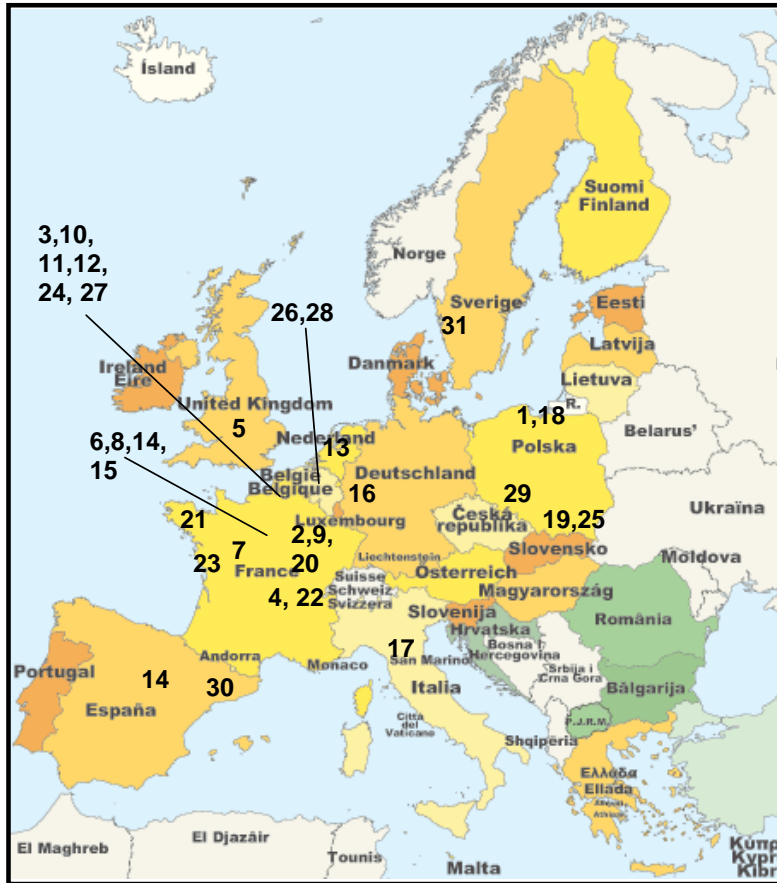 Ísland
Suomi
Finland
Norge
3,10,
11,12,
24, 27
Sverige
26,28
31
Eesti
Latvija
Danmark
Ireland
Eire
Lietuva
R.
United Kingdom
5
1,18
Polska
Belarus'
Nederland
13
6,8,14,
15
België
Belgique
Deutschland
16
29
Ukraïna
Luxembourg
Česká
republika
19,25
21
2,9,
20
Slovensko
Moldova
7
23
France
Liechtenstein
Suisse
Schweiz
Svizzera
Österreich
Magyarország
4, 22
România
Slovenija
Hrvatska
17
Bosna i
Hercegovina
Srbija i
Crna Gora
Andorra
Monaco
San Marino
Portugal
14
30
España
Italia
Bălgarija
Città
del
Vaticano
P.J.R.M.
Shqipëria
Ελλάδα
Ellada
El Maghreb
El Djazâir
Tounis
Malta
Κύπρ
Kypr
Kibr